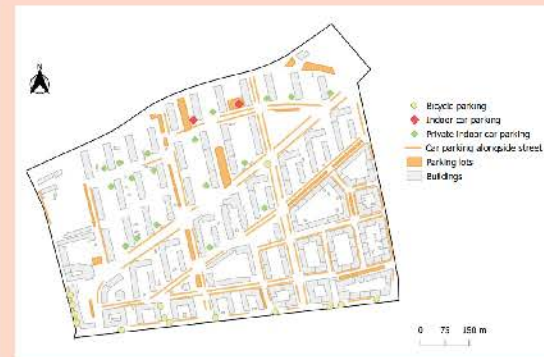 N
Bicycle parking
Indoor car parking
Private indoor car parking
Car parking alongside street
Parking lots
Buildings
0 75 150 m